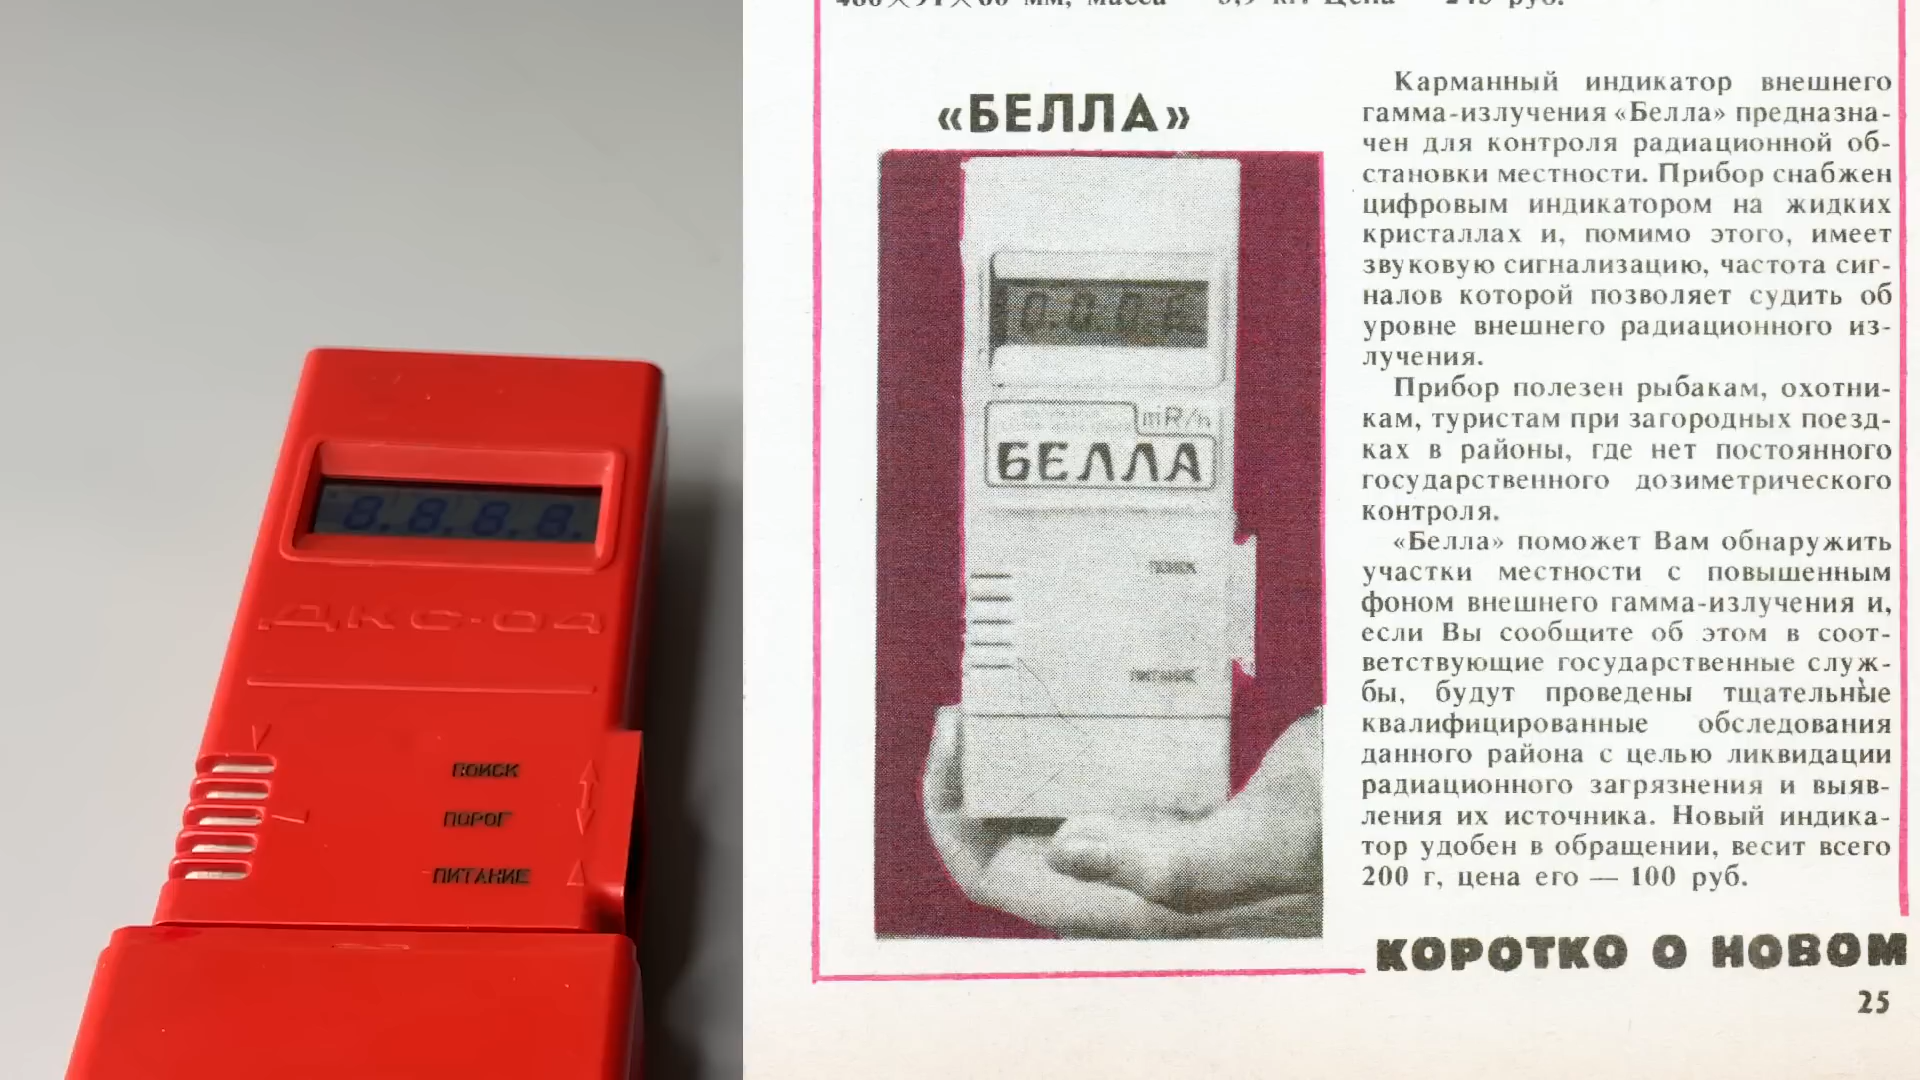 8.8.8.8.
ДКС-04
ПОИСК
ПОРОГ
ПИТАНИЕ
«БЕЛЛА»
mR/h
БЕЛЛА
ПОИСК
ПИТАНИЕ
Карманный индикатор внешнего
гамма-излучения «Белла» предназна-
чен для контроля радиационной об-
становки местности. Прибор снабжен
цифровым индикатором на жидких
кристаллах и, помимо этого, имеет
звуковую сигнализацию, частота сиг-
налов которой позволяет судить об
уровне внешнего радиационного из-
лучения.
Прибор полезен рыбакам, охотни-
кам, туристам при загородных поезд-
ках в районы, где нет постоянного
государственного дозиметрического
контроля.
«Белла» поможет Вам обнаружить
участки местности с повышенным
фоном внешнего гамма-излучения и,
если Вы сообщите об этом в соот-
ветствующие государственные служ-
бы, будут проведены тщательные
квалифицированные обследования
данного района с целью ликвидации
радиационного загрязнения и выяв-
ления их источника. Новый индика-
тор удобен в обращении, весит всего
200 г, цена его — 100 руб.
КОРОТКО О НОВОМ
25